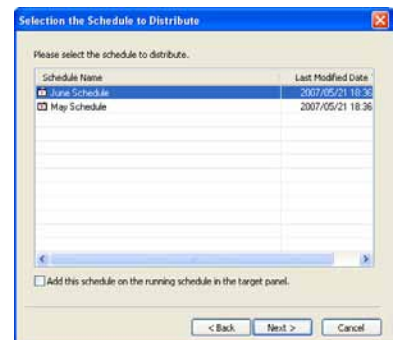 Selection the Schedule to Distribute
Please select the schedule to distribute.
Schedule Name Last Modified Date
June Schedule 2007/05/21 18:36
May Schedule 2007/05/21 18:36
Add this schedule on the running schedule in the target panel.
< Back Next > Cancel